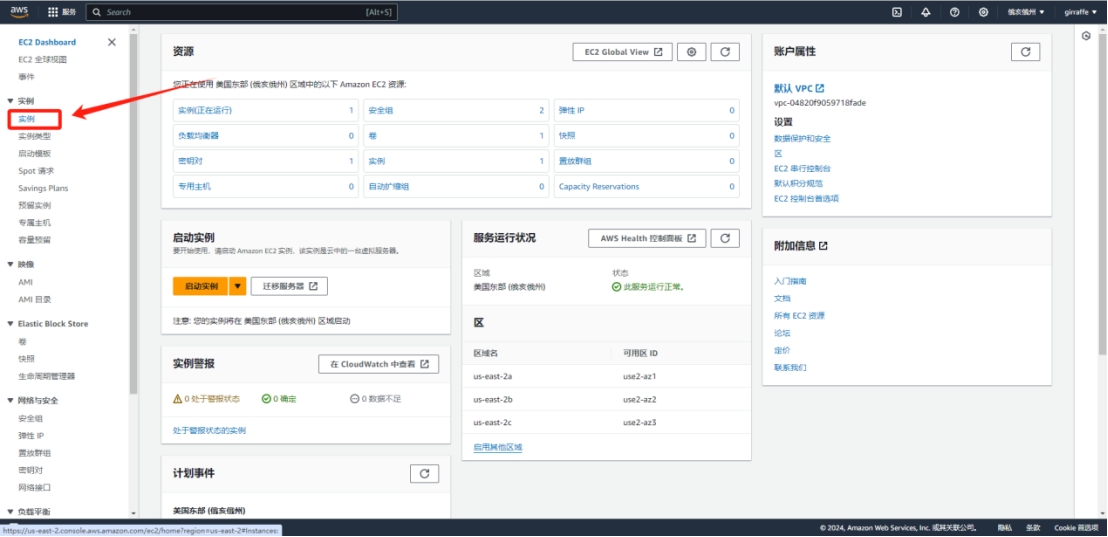 aws
服务
Search
[Alt+S]
俄亥俄州
girraffe
EC2 Dashboard
EC2 全球视图
事件
实例
实例
实例类型
启动模板
Spot 请求
Savings Plans
预留实例
专属主机
容量预留
映像
AMI
AMI 目录
Elastic Block Store
卷
快照
生命周期管理器
网络与安全
安全组
弹性 IP
置放群组
密钥对
网络接口
负载平衡
资源
EC2 Global View
您正在使用 美国东部 (俄亥俄州) 区域中的以下 Amazon EC2 资源:
实例(正在运行) 1
安全组 2
弹性 IP 0
负载均衡器 0
卷 1
快照 0
密钥对 1
实例 1
置放群组 0
专用主机 0
自动扩缩组 0
Capacity Reservations 0
启动实例
要开始使用，请启动 Amazon EC2 实例，该实例是云中的一台虚拟服务器。
启动实例
迁移服务器
注意: 您的实例将在 美国东部 (俄亥俄州) 区域启动
实例警报
在 CloudWatch 中查看
0 处于警报状态
0 确定
0 数据不足
处于警报状态的实例
计划事件
美国东部 (俄亥俄州)
服务运行状况
AWS Health 控制面板
区域 状态
美国东部 (俄亥俄州) 此服务运行正常。
区
区域名 可用区 ID
us-east-2a use2-az1
us-east-2b use2-az2
us-east-2c use2-az3
启用其他区域
账户属性
默认 VPC
vpc-04820f9059718fade
设置
数据保护和安全
区
EC2 串行控制台
默认积分规范
EC2 控制台首选项
附加信息
入门指南
文档
所有 EC2 资源
论坛
定价
联系我们
https://us-east-2.console.aws.amazon.com/ec2/home?region=us-east-2#Instances:
© 2024, Amazon Web Services, Inc. 或其关联公司。
隐私 条款 Cookie 首选项